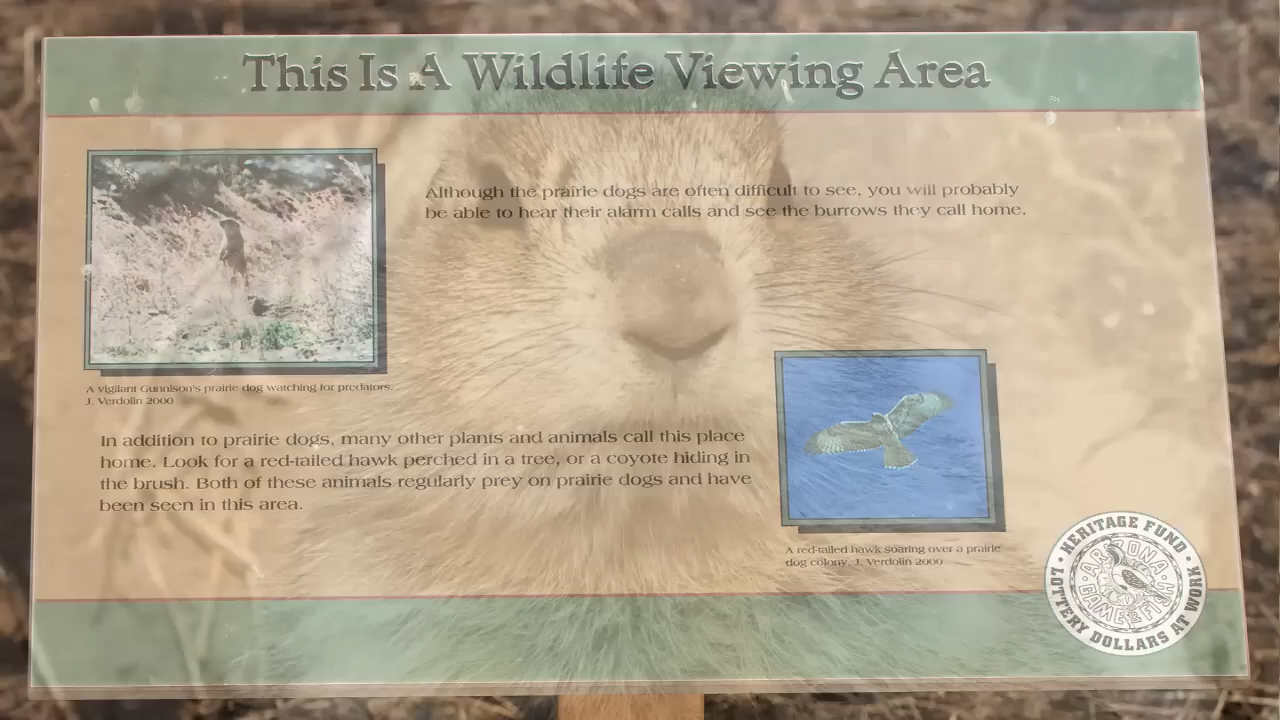 This Is A Wildlife Viewing Area
Although the prairie dogs are often difficult to see, you will probably
be able to hear their alarm calls and see the burrows they call home.
A vigilant Gunnison's prairie dog watching for predators.
J. Verdolin 2000
In addition to prairie dogs, many other plants and animals call this place
home. Look for a red-tailed hawk perched in a tree, or a coyote hiding in
the brush. Both of these animals regularly prey on prairie dogs and have
been seen in this area.
A red-tailed hawk soaring over a prairie
dog colony, J. Verdolin 2000
HERITAGE FUND
LOTTERY DOLLARS AT WORK
ARIZONA
GAME & FISH